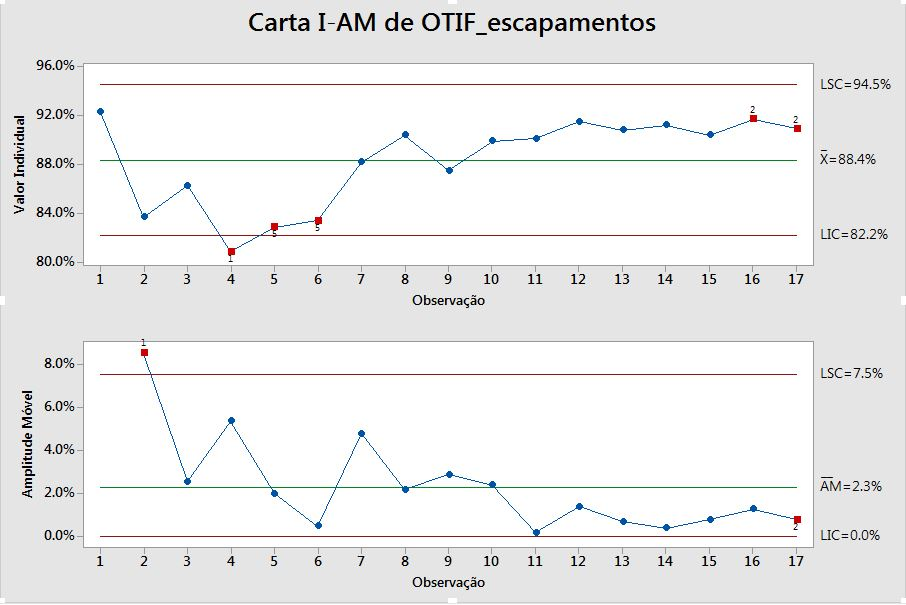 Carta I-AM de OTIF_escapamentos
96.0%
92.0%
88.0%
84.0%
80.0%
Valor Individual
LSC=94.5%
X̅=88.4%
LIC=82.2%
1
5
5
2
2
1 2 3 4 5 6 7 8 9 10 11 12 13 14 15 16 17
Observação
8.0%
6.0%
4.0%
2.0%
0.0%
Amplitude Móvel
LSC=7.5%
A̅M̅=2.3%
LIC=0.0%
1
2
1 2 3 4 5 6 7 8 9 10 11 12 13 14 15 16 17
Observação